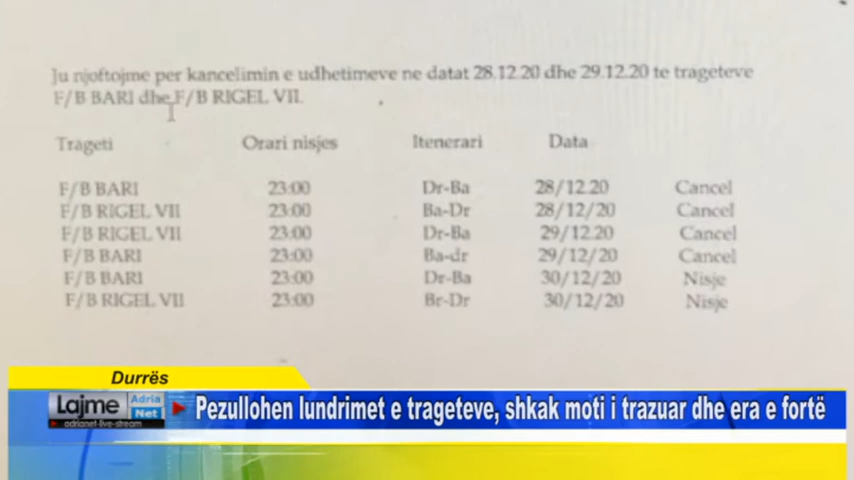 Ju njoftojme per kancelimin e udhetimeve ne datat 28.12.20 dhe 29.12.20 te trageteve
F/B BARI dhe F/B RIGEL VII.
Trageti Orari nisjes Itenerari Data
F/B BARI 23:00 Dr-Ba 28/12.20 Cancel
F/B RIGEL VII 23:00 Ba-Dr 28/12/20 Cancel
F/B RIGEL VII 23:00 Dr-Ba 29/12.20 Cancel
F/B BARI 23:00 Ba-dr 29/12/20 Cancel
F/B BARI 23:00 Dr-Ba 30/12/20 Nisje
F/B RIGEL VII 23:00 Br-Dr 30/12/20 Nisje
Durrës
Lajme Adria Net
adrianet-live-stream
Pezullohen lundrimet e trageteve, shkak moti i trazuar dhe era e fortë